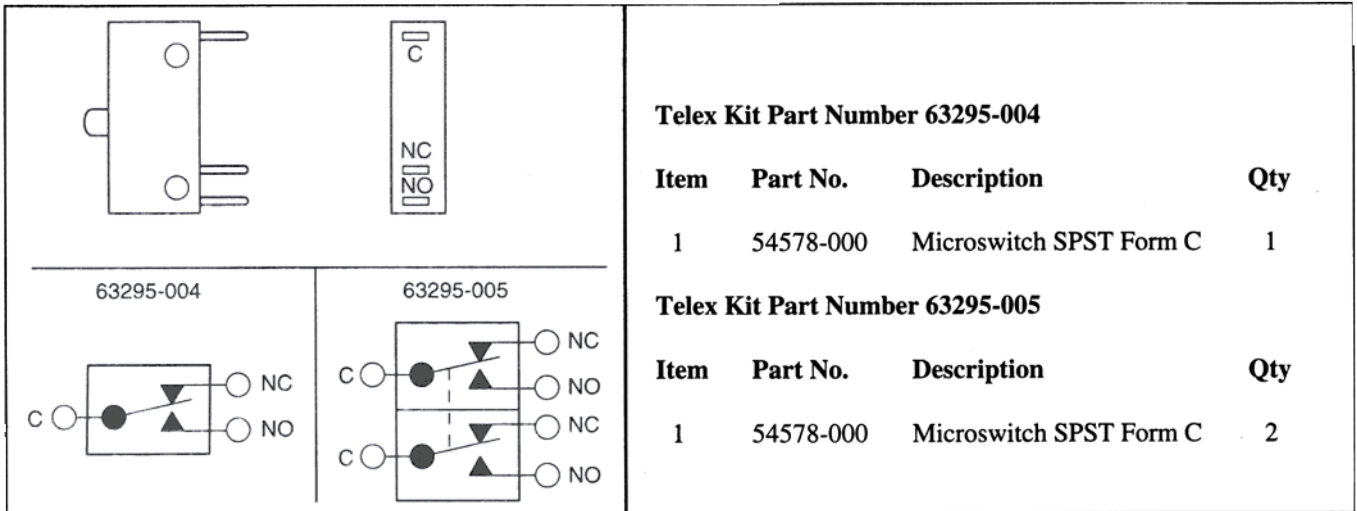 C
NC
NO
63295-004
C
NC
NO
63295-005
C
NC
NO
C
NC
NO
Telex Kit Part Number 63295-004
Item Part No. Description Qty
1 54578-000 Microswitch SPST Form C 1
Telex Kit Part Number 63295-005
Item Part No. Description Qty
1 54578-000 Microswitch SPST Form C 2